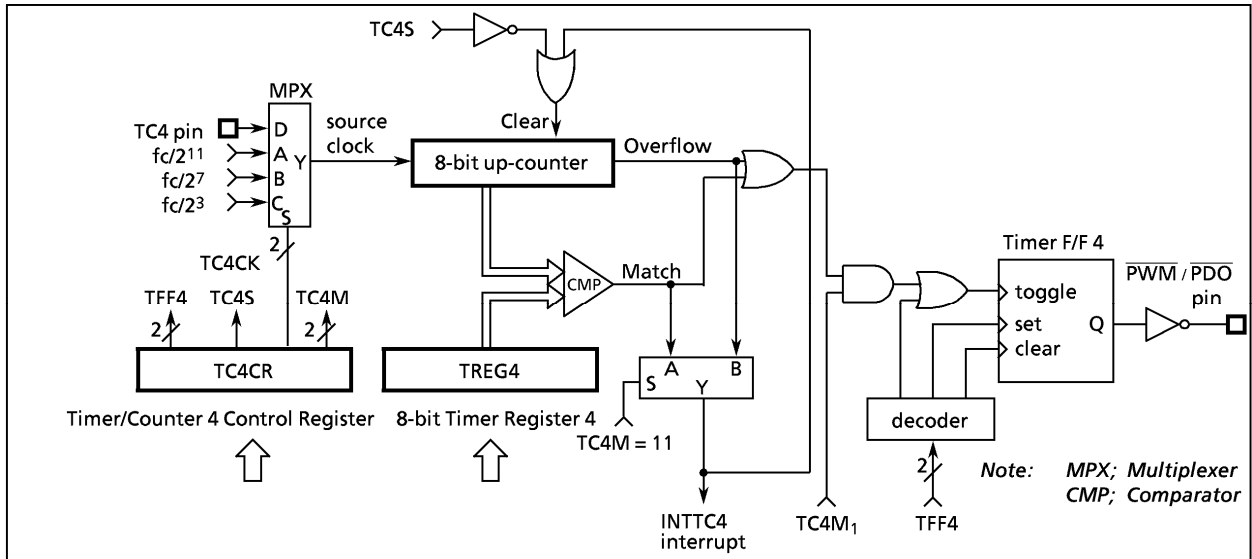 TC4S
MPX
TC4 pin
D
fc/2¹¹
A
Y
fc/2⁷
B
fc/2³
C
S
source
clock
Clear
8-bit up-counter
Overflow
2
TC4CK
TFF4
TC4S
TC4M
2
2
CMP
Match
TC4CR
TREG4
Timer/Counter 4 Control Register
8-bit Timer Register 4
A
B
S
Y
TC4M = 11
INTTC4
interrupt
TC4M₁
Timer F/F 4
toggle
set
Q
clear
P̅W̅M̅ / P̅D̅O̅
pin
decoder
2
TFF4
Note: MPX; Multiplexer
CMP; Comparator